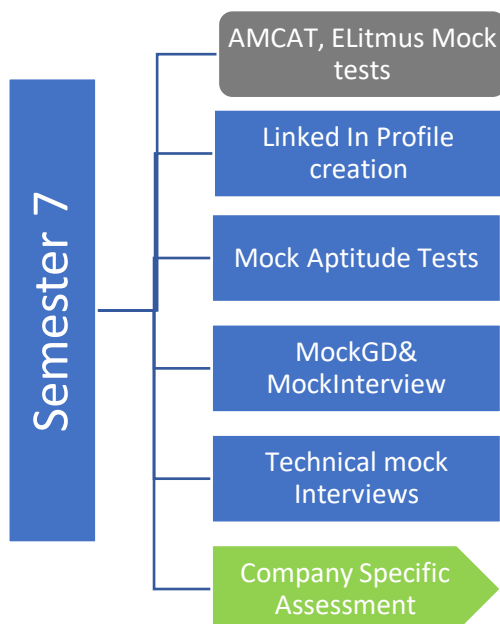 Semester 7
AMCAT, ELitmus Mock
tests
Linked In Profile
creation
Mock Aptitude Tests
MockGD&
MockInterview
Technical mock
Interviews
Company Specific
Assessment